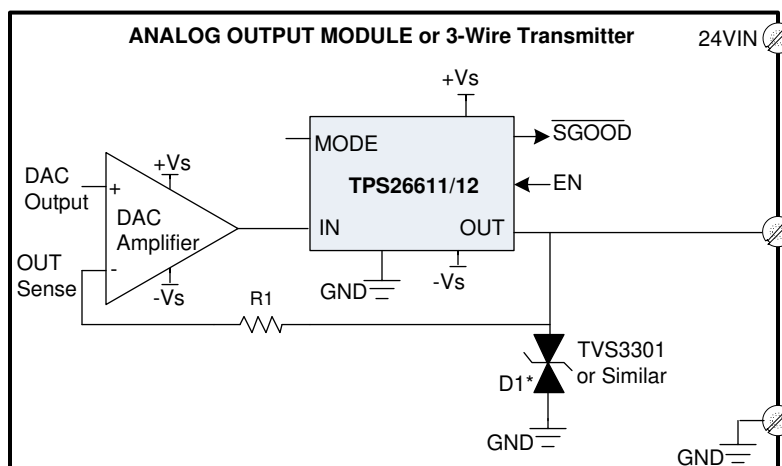 ANALOG OUTPUT MODULE or 3-Wire Transmitter
24VIN
+Vs
MODE
SGOOD
TPS26611/12
EN
IN
OUT
GND
-Vs
DAC
Output
+
+Vs
DAC
Amplifier
OUT
Sense
-
-Vs
R1
TVS3301
or Similar
D1*
GND
GND